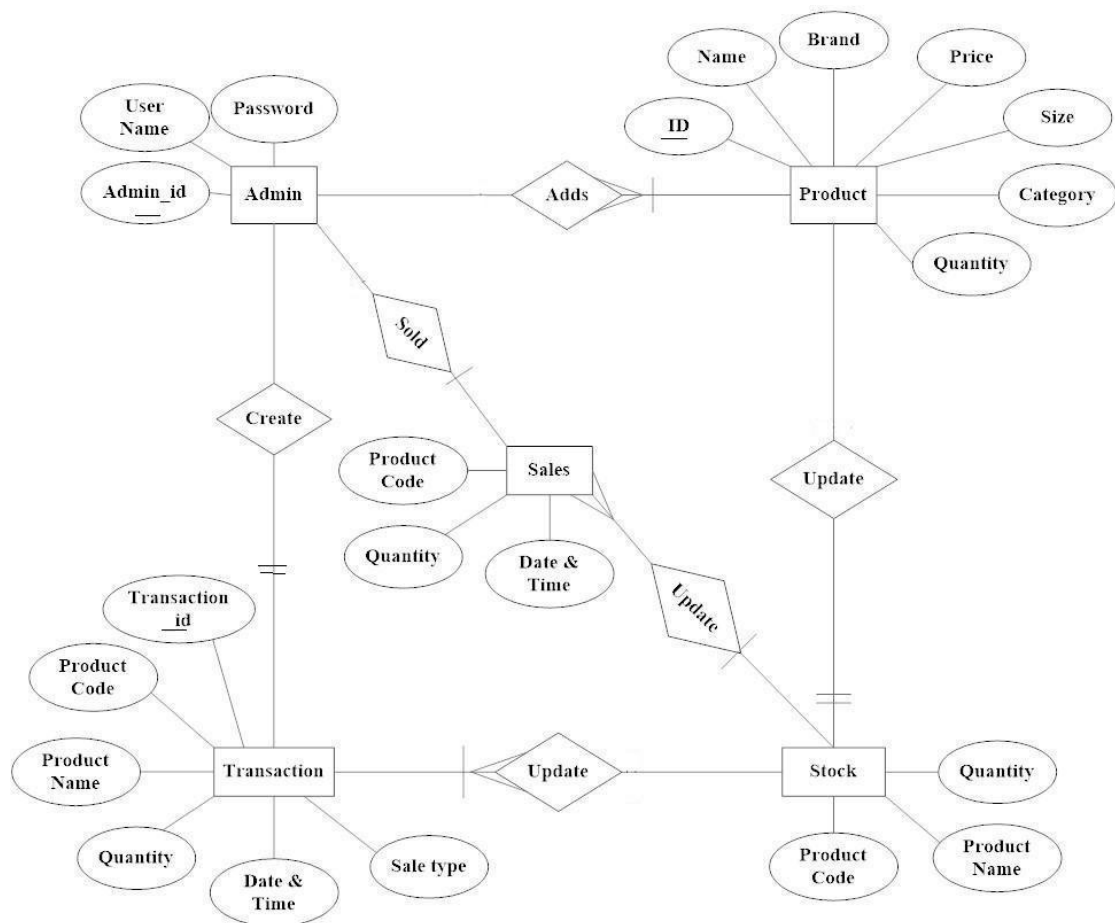 Brand
Name
Price
User
Name
Password
ID
Size
Admin_id
Admin
Adds
Product
Category
Quantity
Sold
Create
Product
Code
Sales
Update
Quantity
Date &
Time
Transaction
_id
Update
Product
Code
Product
Name
Transaction
Update
Stock
Quantity
Quantity
Sale type
Date &
Time
Product
Code
Product
Name